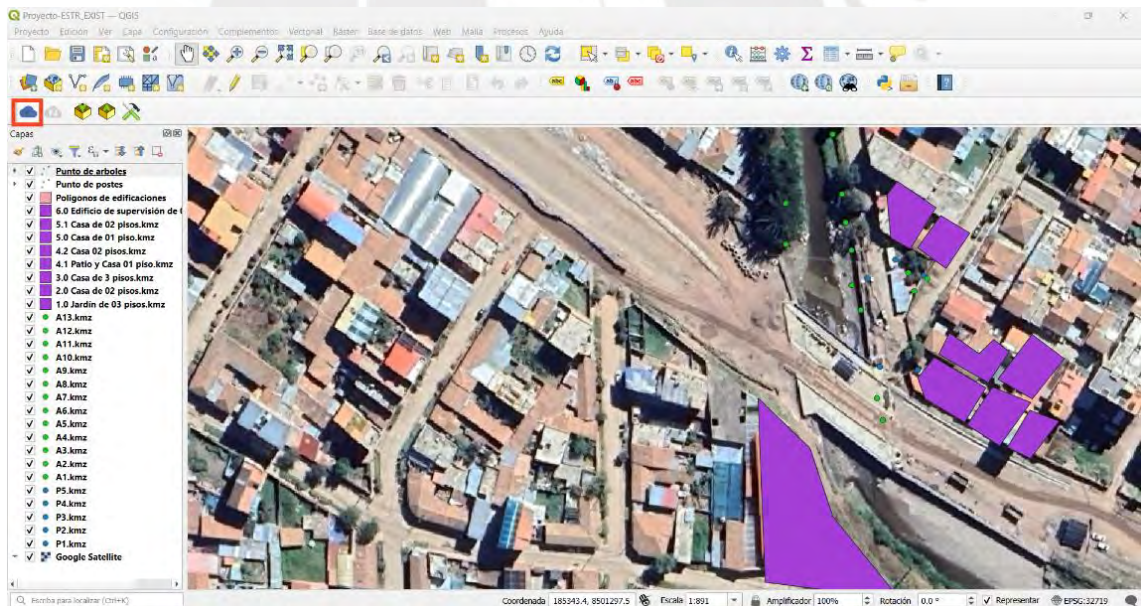 Proyecto-ESTR_EXIST — QGIS
Proyecto Edición Ver Capa Configuración Complementos Vectorial Ráster Base de datos Web Malla Procesos Ayuda
Capas
Punto de arboles
Punto de postes
Poligonos de edificaciones
6.0 Edificio de supervisión de
5.1 Casa de 02 pisos.kmz
5.0 Casa de 01 piso.kmz
4.2 Casa 02 pisos.kmz
4.1 Patio y Casa 01 piso.kmz
3.0 Casa de 3 pisos.kmz
2.0 Casa de 02 pisos.kmz
1.0 Jardín de 03 pisos.kmz
A13.kmz
A12.kmz
A11.kmz
A10.kmz
A9.kmz
A8.kmz
A7.kmz
A6.kmz
A5.kmz
A4.kmz
A3.kmz
A2.kmz
A1.kmz
P5.kmz
P4.kmz
P3.kmz
P2.kmz
P1.kmz
Google Satellite
Escriba para localizar (Ctrl+K) Coordenada 185343.4, 8501297.5 Escala 1:891 Amplificador 100% Rotación 0.0 ° Representar EPSG:32719